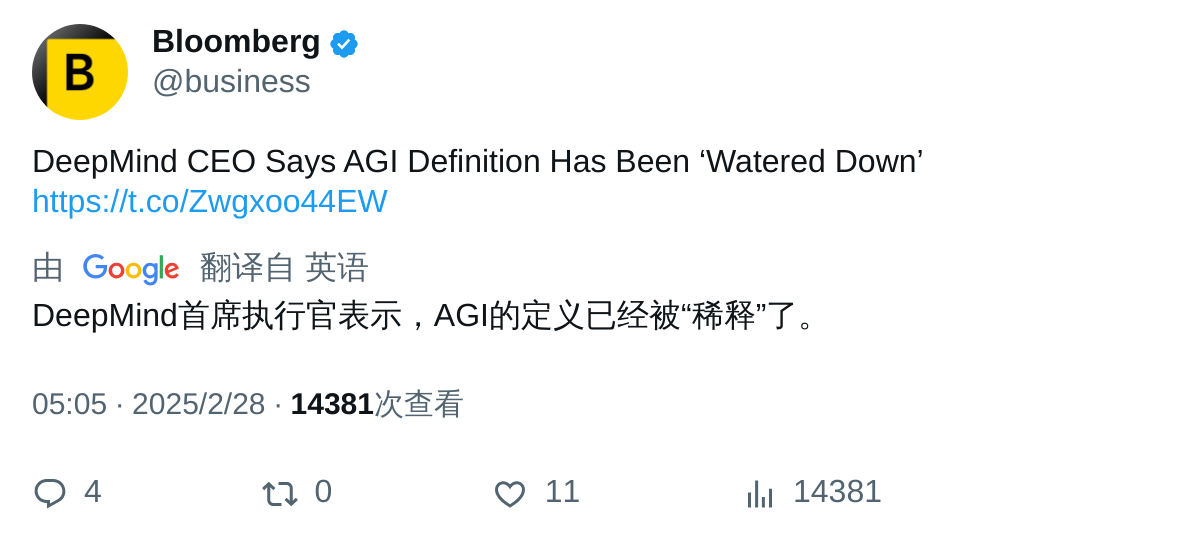 B
Bloomberg
@business
DeepMind CEO Says AGI Definition Has Been ‘Watered Down’
https://t.co/Zwgxoo44EW
由 Google 翻译自 英语
DeepMind首席执行官表示，AGI的定义已经被“稀释”了。
05:05 · 2025/2/28 · 14381次查看
4 0 11 14381